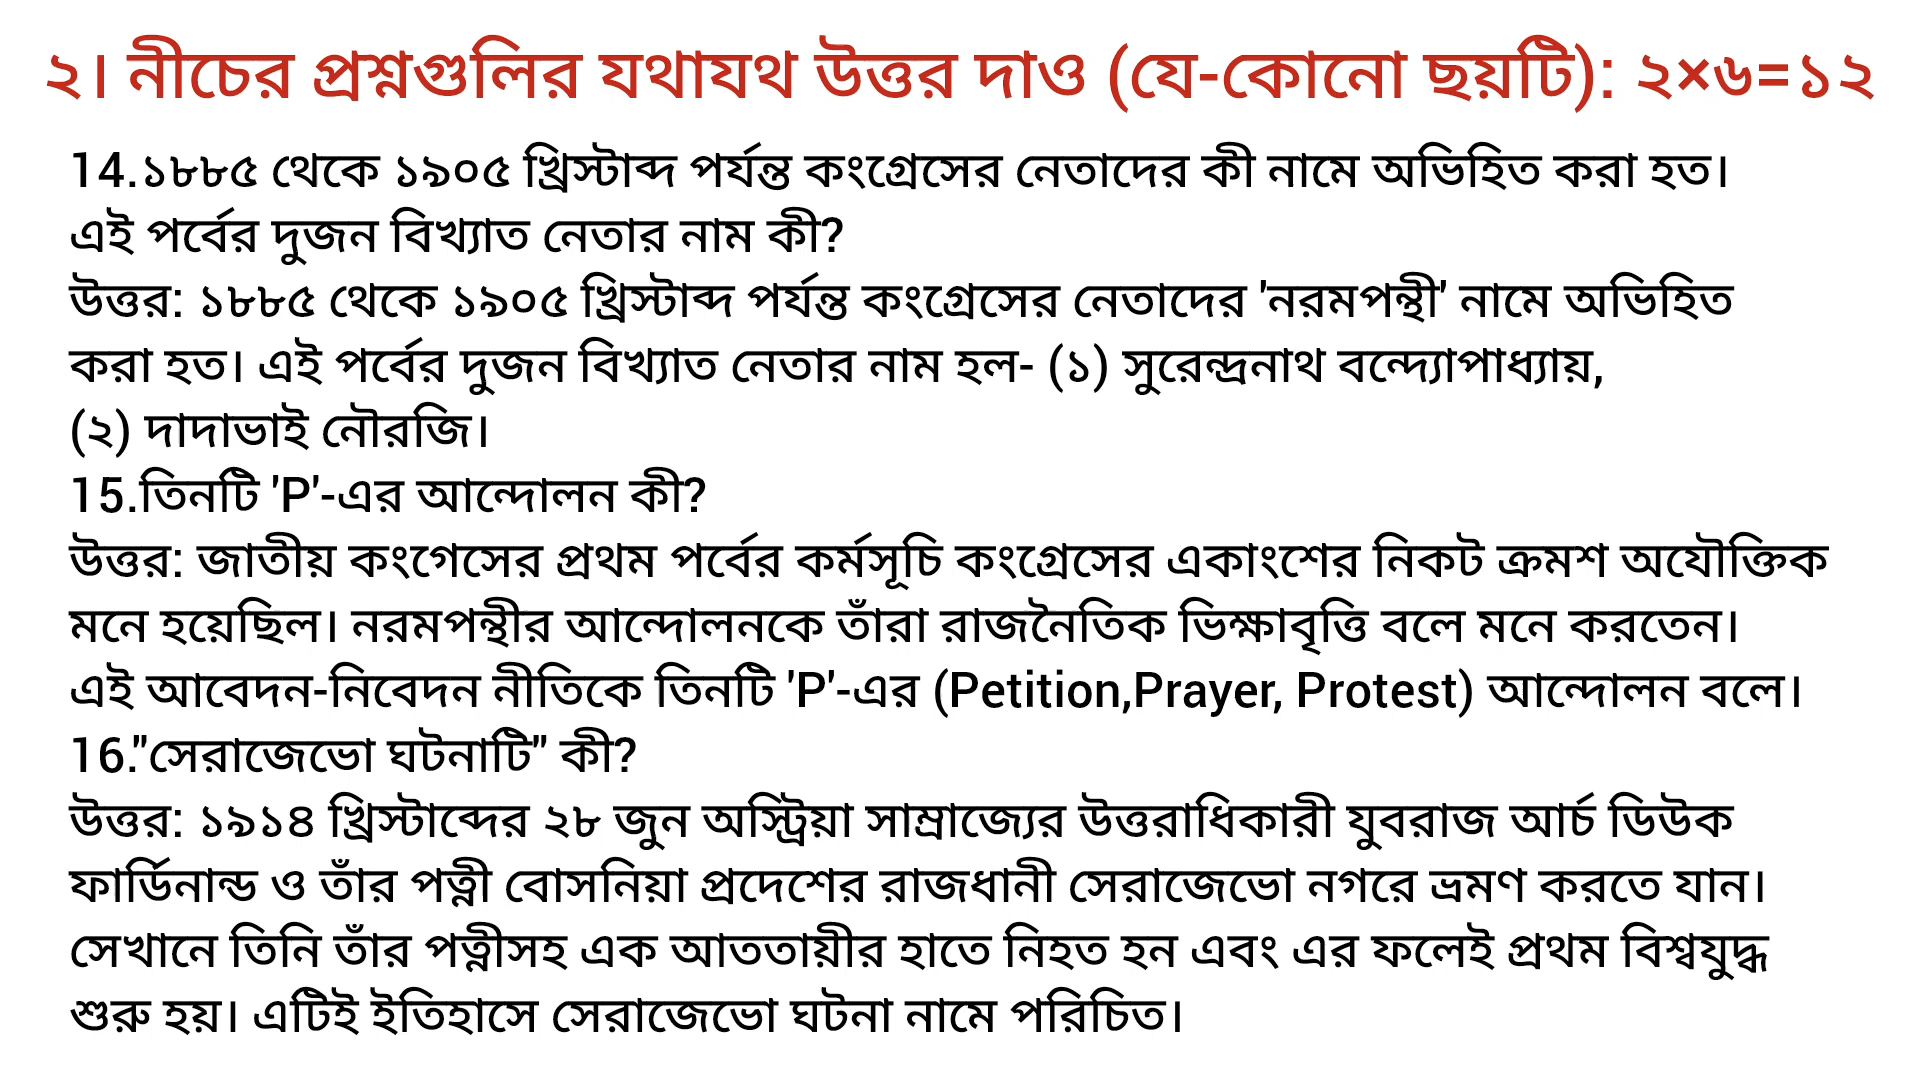 ২। নীচের প্রশ্নগুলির যথাযথ উত্তর দাও (যে-কোনো ছয়টি): ২×৬=১২
14.১৮৮৫ থেকে ১৯০৫ খ্রিস্টাব্দ পর্যন্ত কংগ্রেসের নেতাদের কী নামে অভিহিত করা হত।
এই পর্বের দুজন বিখ্যাত নেতার নাম কী?
উত্তর: ১৮৮৫ থেকে ১৯০৫ খ্রিস্টাব্দ পর্যন্ত কংগ্রেসের নেতাদের 'নরমপন্থী' নামে অভিহিত
করা হত। এই পর্বের দুজন বিখ্যাত নেতার নাম হল- (১) সুরেন্দ্রনাথ বন্দ্যোপাধ্যায়,
(২) দাদাভাই নৌরজি।
15.তিনটি 'P'-এর আন্দোলন কী?
উত্তর: জাতীয় কংগেসের প্রথম পর্বের কর্মসূচি কংগ্রেসের একাংশের নিকট ক্রমশ অযৌক্তিক
মনে হয়েছিল। নরমপন্থীর আন্দোলনকে তাঁরা রাজনৈতিক ভিক্ষাবৃত্তি বলে মনে করতেন।
এই আবেদন-নিবেদন নীতিকে তিনটি 'P'-এর (Petition,Prayer, Protest) আন্দোলন বলে।
16."সেরাজেভো ঘটনাটি" কী?
উত্তর: ১৯১৪ খ্রিস্টাব্দের ২৮ জুন অস্ট্রিয়া সাম্রাজ্যের উত্তরাধিকারী যুবরাজ আর্চ ডিউক
ফার্ডিনান্ড ও তাঁর পত্নী বোসনিয়া প্রদেশের রাজধানী সেরাজেভো নগরে ভ্রমণ করতে যান।
সেখানে তিনি তাঁর পত্নীসহ এক আততায়ীর হাতে নিহত হন এবং এর ফলেই প্রথম বিশ্বযুদ্ধ
শুরু হয়। এটিই ইতিহাসে সেরাজেভো ঘটনা নামে পরিচিত।